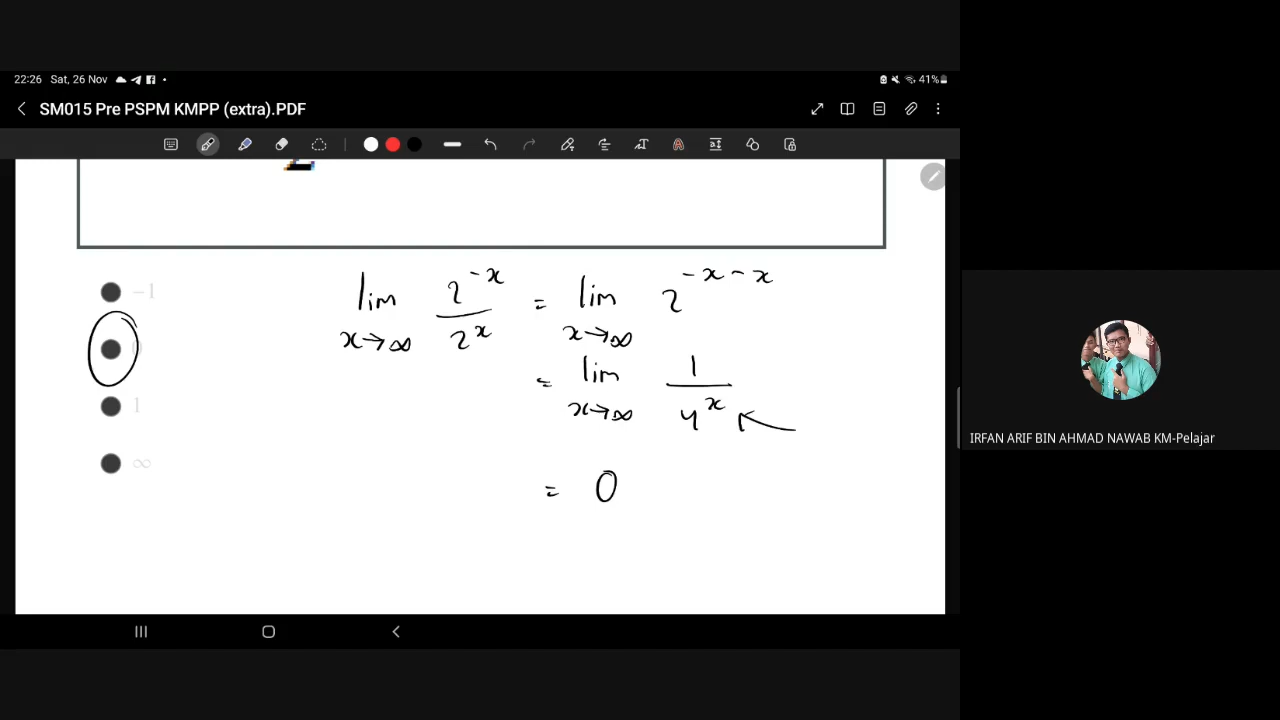 22:26 Sat, 26 Nov
41%
SM015 Pre PSPM KMPP (extra).PDF
-1
0
1
∞
lim x→∞ 2^{-x}/2^{x} = lim x→∞ 2^{-x-x}
= lim x→∞ 1/4^{x}
= 0
IRFAN ARIF BIN AHMAD NAWAB KM-Pelajar